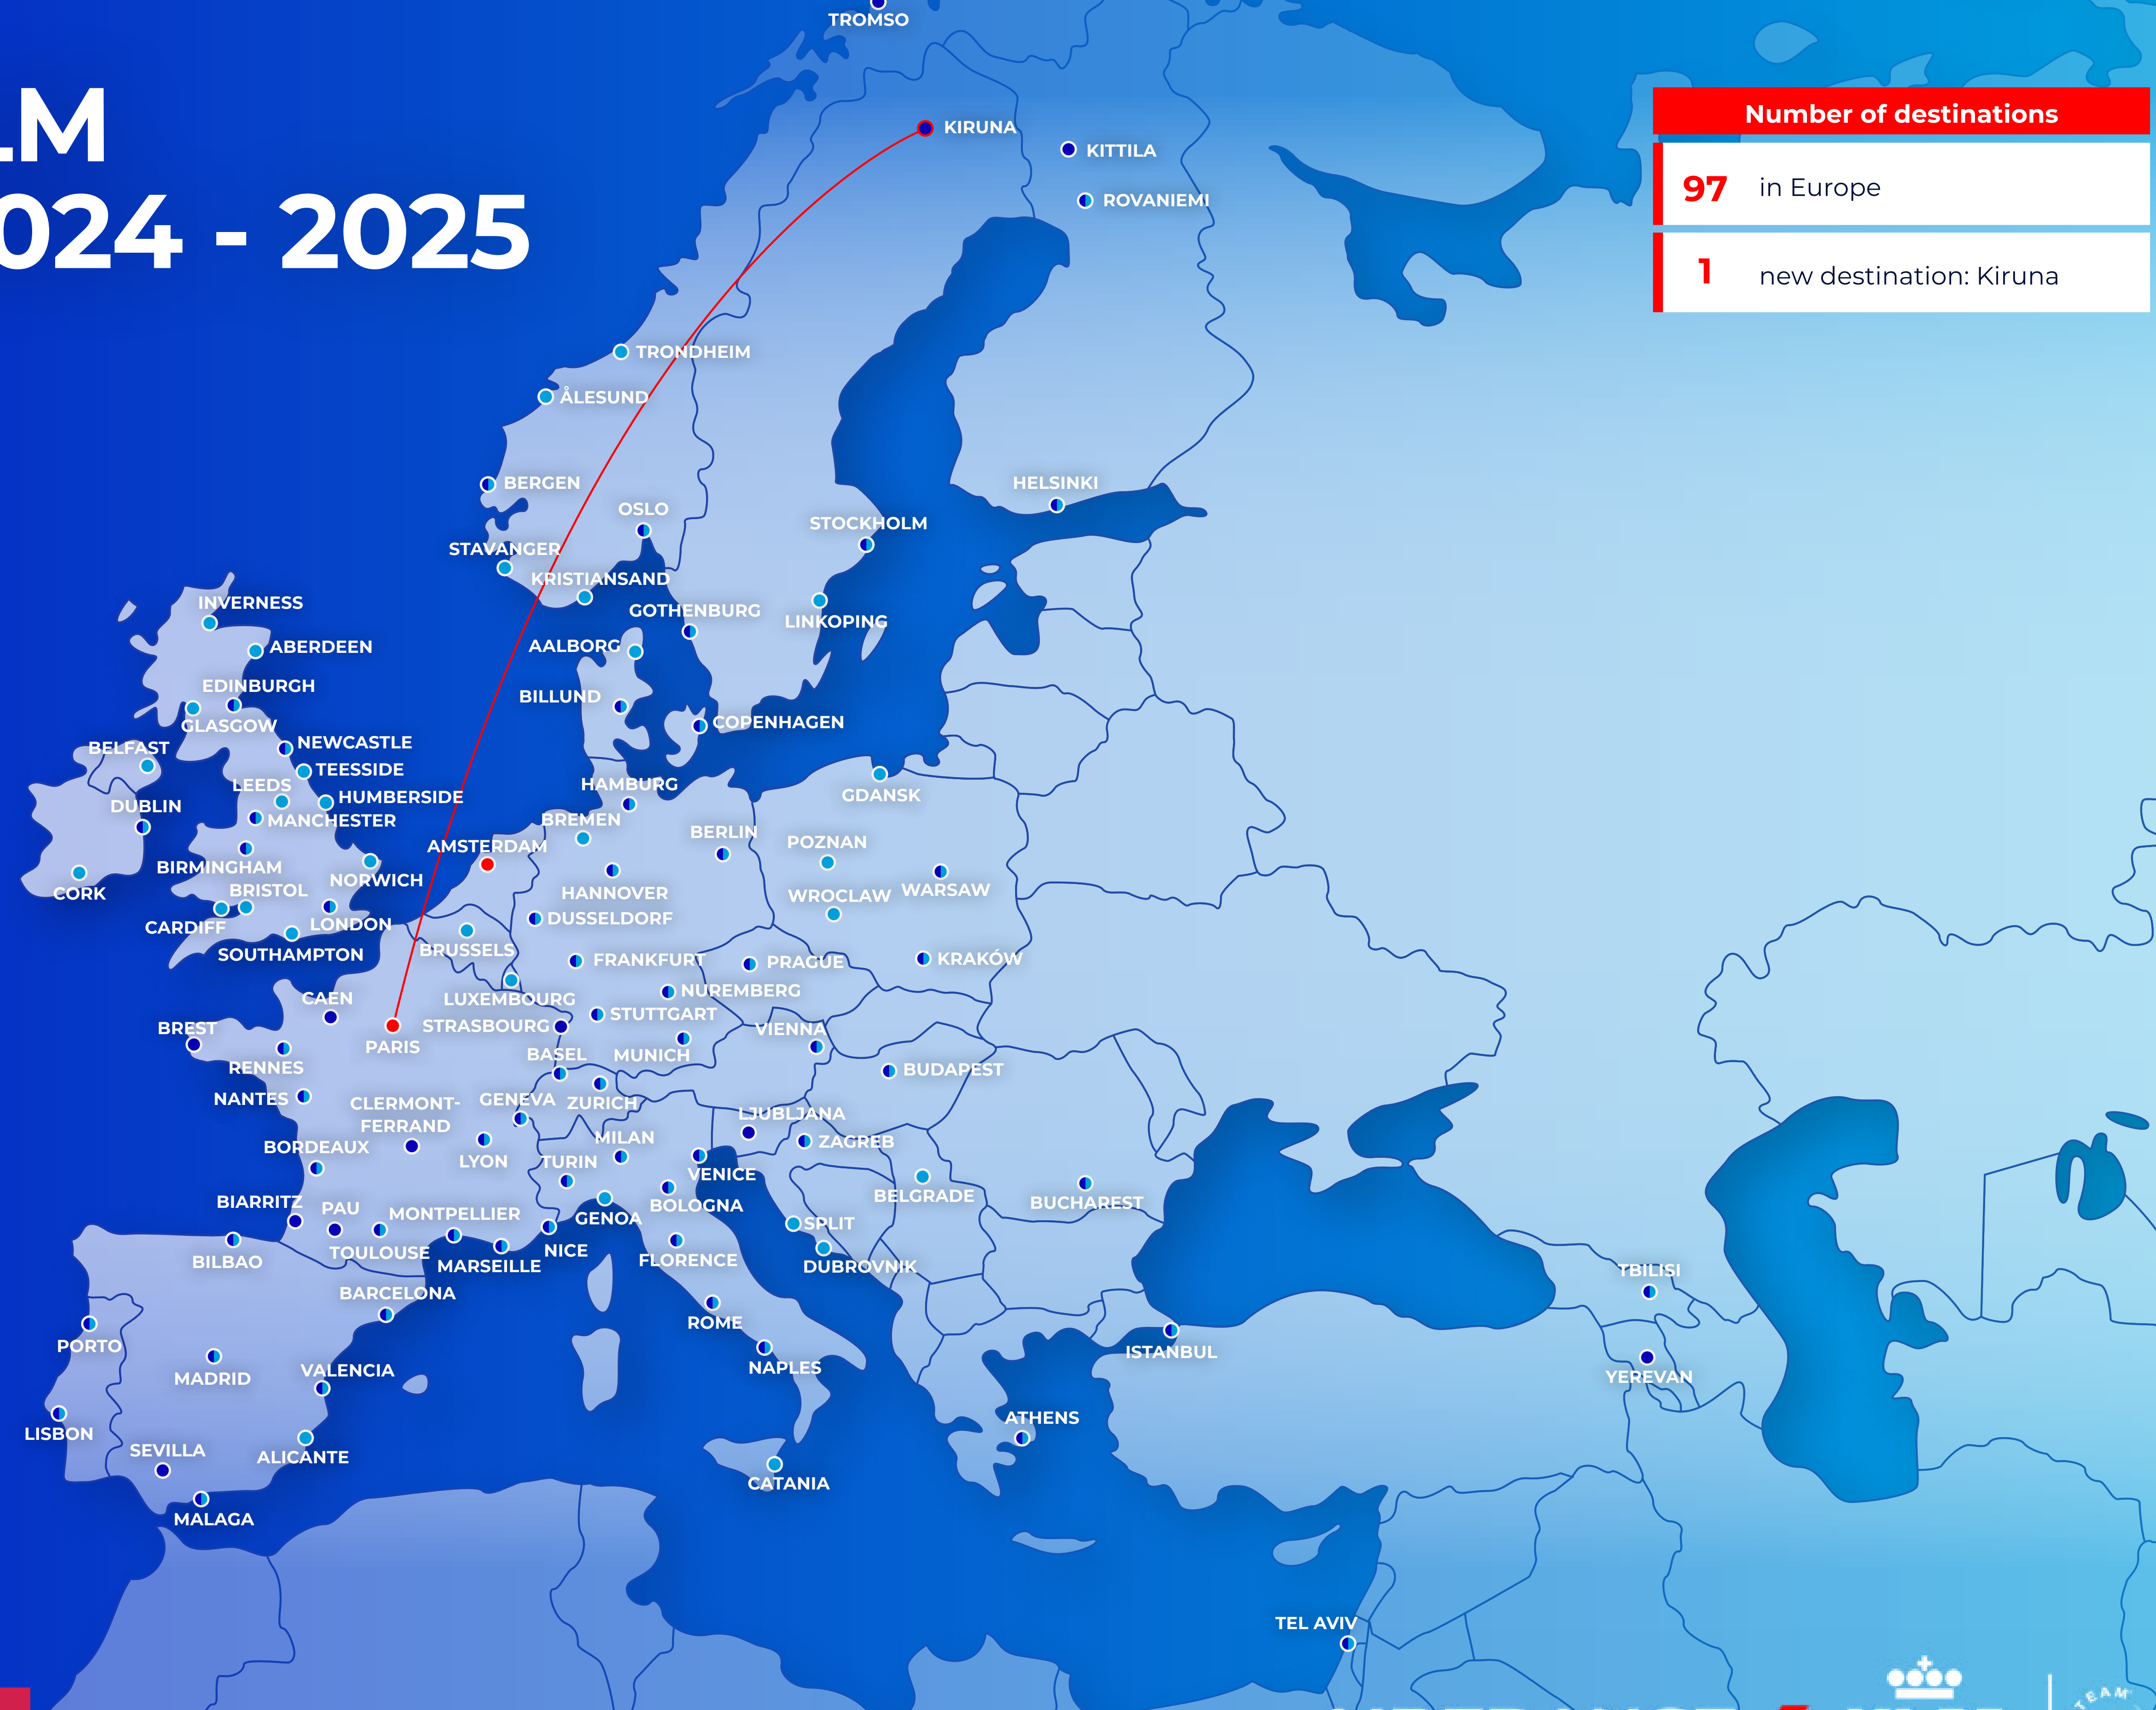 LM
024 - 2025
Number of destinations
97 in Europe
1 new destination: Kiruna
TROMSO
KIRUNA
KITTILA
ROVANIEMI
TRONDHEIM
ÅLESUND
BERGEN
HELSINKI
OSLO
STOCKHOLM
STAVANGER
KRISTIANSAND
INVERNESS
GOTHENBURG
LINKOPING
ABERDEEN
AALBORG
EDINBURGH
BILLUND
GLASGOW
COPENHAGEN
NEWCASTLE
BELFAST
TEESSIDE
LEEDS
HAMBURG
HUMBERSIDE
GDANSK
DUBLIN
MANCHESTER
BREMEN
BERLIN
POZNAN
AMSTERDAM
BIRMINGHAM
NORWICH
BRISTOL
CORK
HANNOVER
WROCLAW
WARSAW
DUSSELDORF
CARDIFF
LONDON
SOUTHAMPTON
BRUSSELS
FRANKFURT
PRAGUE
KRAKÓW
NUREMBERG
CAEN
LUXEMBOURG
STUTTGART
BREST
STRASBOURG
VIENNA
PARIS
BASEL
MUNICH
RENNES
BUDAPEST
NANTES
CLERMONT-
FERRAND
GENEVA
ZURICH
LJUBLJANA
BORDEAUX
MILAN
ZAGREB
LYON
TURIN
VENICE
BELGRADE
BUCHAREST
BIARRITZ
PAU
MONTPELLIER
GENOA
BOLOGNA
SPLIT
BILBAO
TOULOUSE
MARSEILLE
NICE
FLORENCE
DUBROVNIK
TBILISI
BARCELONA
ROME
PORTO
ISTANBUL
NAPLES
MADRID
VALENCIA
YEREVAN
LISBON
ATHENS
SEVILLA
ALICANTE
CATANIA
MALAGA
TEL AVIV
TEAM